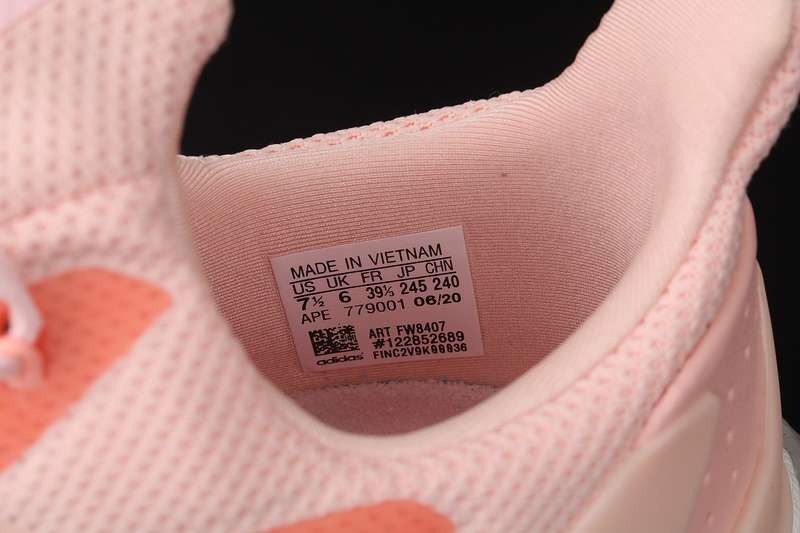 MADE IN VIETNAM
US UK FR JP CHN
7½ 6 39⅓ 245 240
APE 779001 06/20
ART FW8407
#122852689
adidas FINC2V9K00036